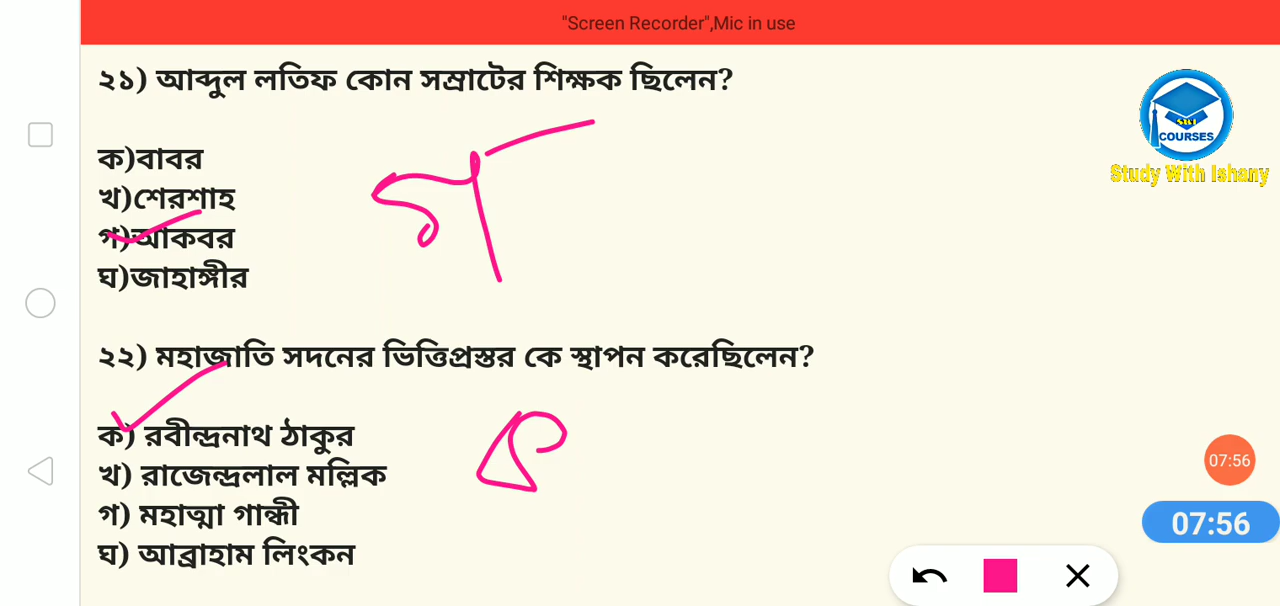 "Screen Recorder",Mic in use
২১) আব্দুল লতিফ কোন সম্রাটের শিক্ষক ছিলেন?
SKJ
COURSES
Study With Ishany
ক)বাবর
খ)শেরশাহ
গ)আকবর
ঘ)জাহাঙ্গীর
গ
২২) মহাজাতি সদনের ভিত্তিপ্রস্তর কে স্থাপন করেছিলেন?
ক) রবীন্দ্রনাথ ঠাকুর
খ) রাজেন্দ্রলাল মল্লিক
গ) মহাত্মা গান্ধী
ঘ) আব্রাহাম লিংকন
07:56
07:56